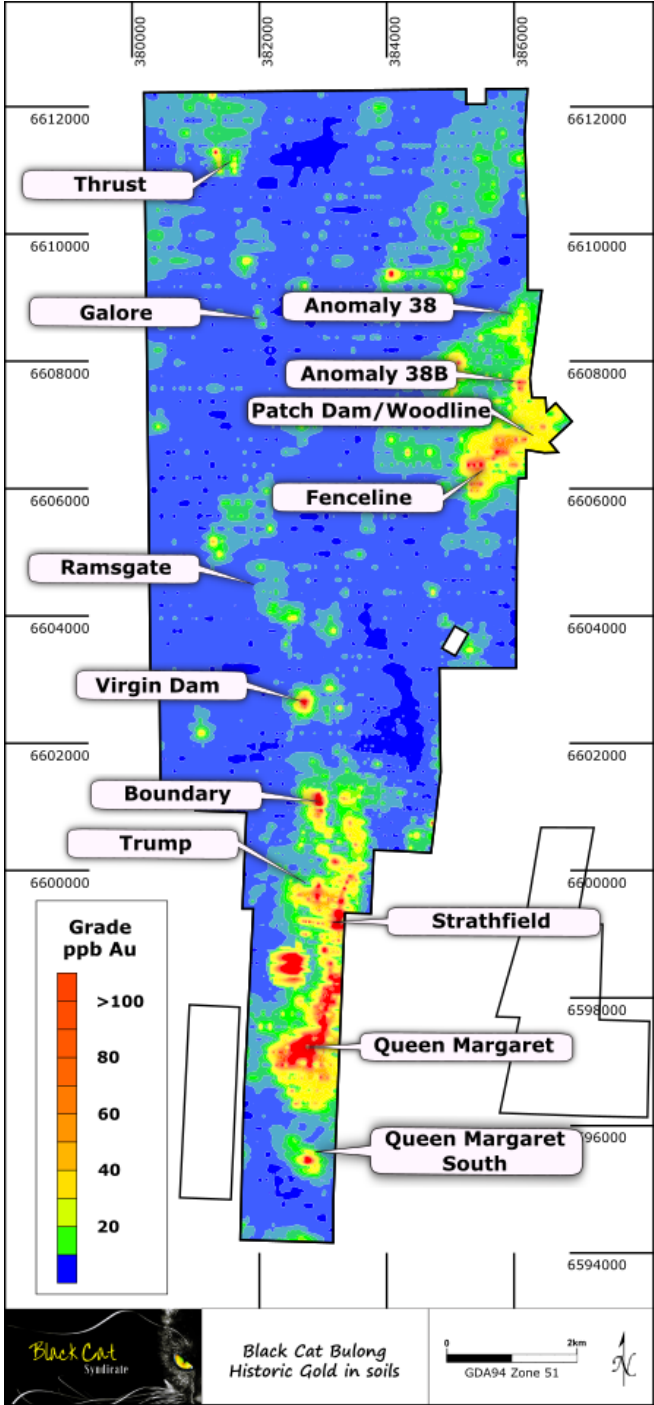 380000
382000
384000
386000
6612000
6612000
Thrust
6610000
6610000
Galore
Anomaly 38
6608000
6608000
Anomaly 38B
Patch Dam/Woodline
Fenceline
6606000
6606000
Ramsgate
6604000
6604000
Virgin Dam
6602000
6602000
Boundary
Trump
6600000
6600000
Strathfield
Grade
ppb Au
>100
80
60
40
20
6598000
Queen Margaret
6596000
Queen Margaret
South
6594000
Black Cat
Syndicate
Black Cat Bulong
Historic Gold in soils
0
2km
GDA94 Zone 51
N